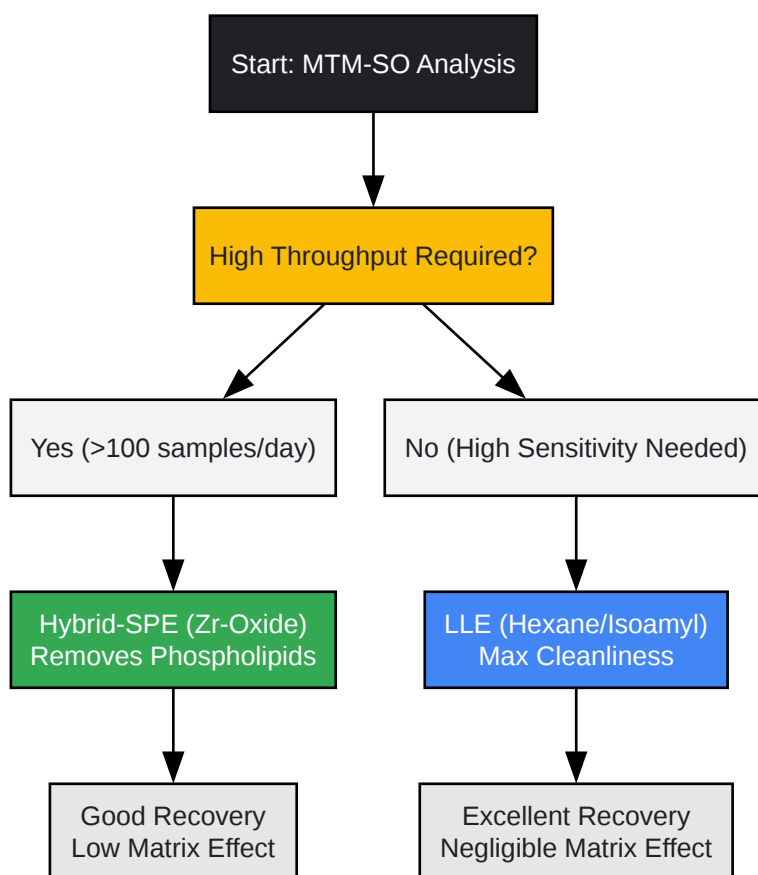 Start: MTM-SO Analysis
High Throughput Required?
Yes (>100 samples/day)
No (High Sensitivity Needed)
Hybrid-SPE (Zr-Oxide)
Removes Phospholipids
LLE (Hexane/Isoamyl)
Max Cleanliness
Good Recovery
Low Matrix Effect
Excellent Recovery
Negligible Matrix Effect